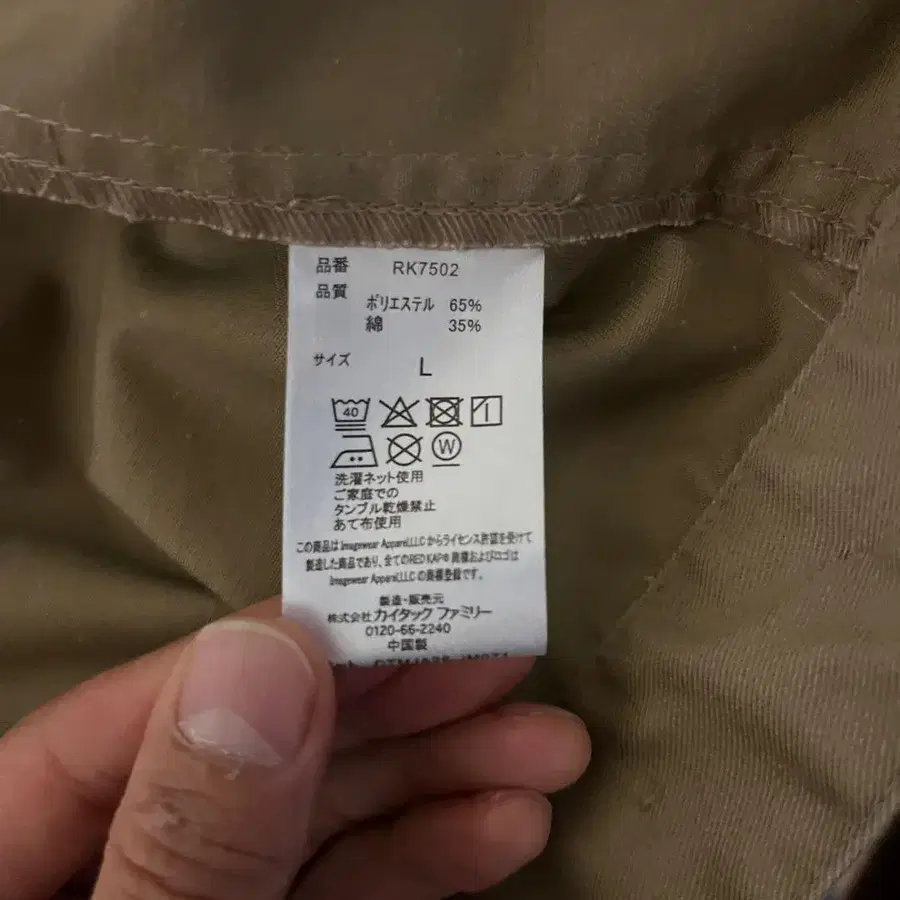 品番 RK7502
品質
ポリエステル 65%
綿 35%
サイズ
L
40
W
洗濯ネット使用
ご家庭での
タンブル乾燥禁止
あて布使用
この商品はImagewear Apparel,LLCからライセンス許諾を受けて
製造した商品であり、全てのRED KAP® 商標およびロゴは
Imagewear Apparel,LLCの商標登録です。
製造・販売元
株式会社カイタック ファミリー
0120-66-2240
中国製